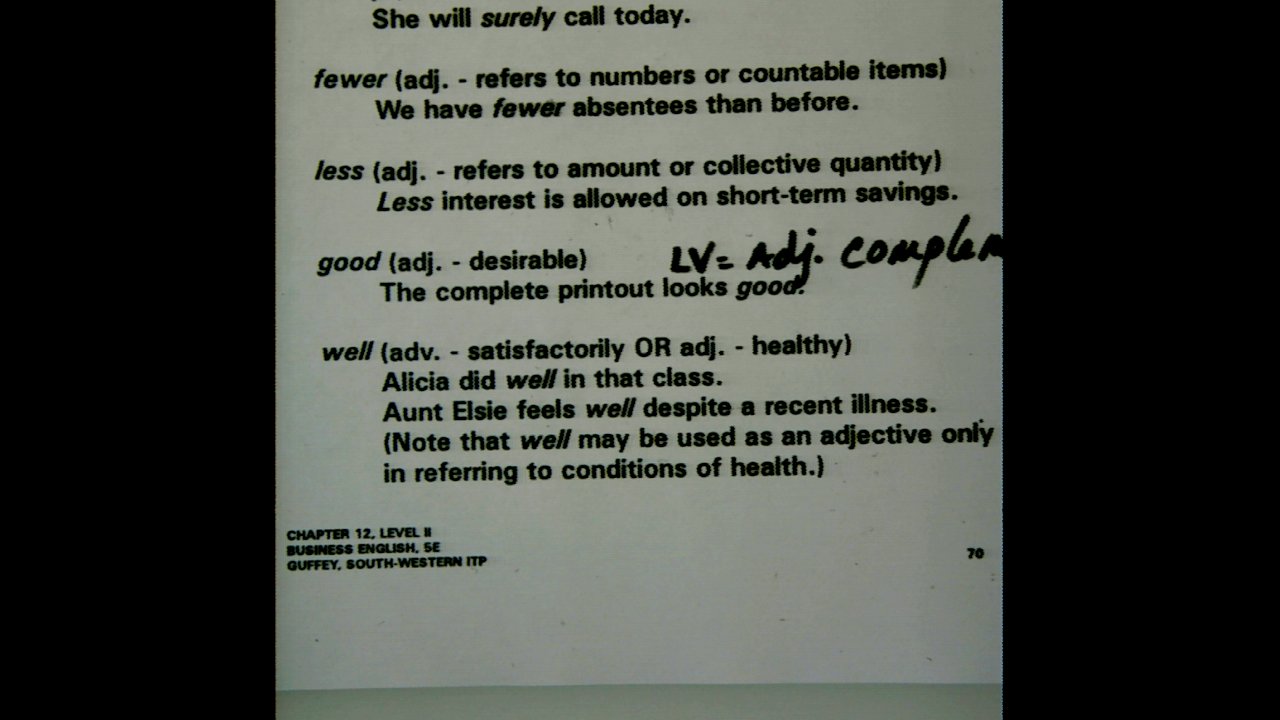 She will surely call today.
fewer (adj. - refers to numbers or countable items)
We have fewer absentees than before.
less (adj. - refers to amount or collective quantity)
Less interest is allowed on short-term savings.
good (adj. - desirable) LV= Adj. complem
The complete printout looks good.
well (adv. - satisfactorily OR adj. - healthy)
Alicia did well in that class.
Aunt Elsie feels well despite a recent illness.
(Note that well may be used as an adjective only
in referring to conditions of health.)
CHAPTER 12, LEVEL II
BUSINESS ENGLISH, 5E
GUFFEY, SOUTH-WESTERN ITP
70